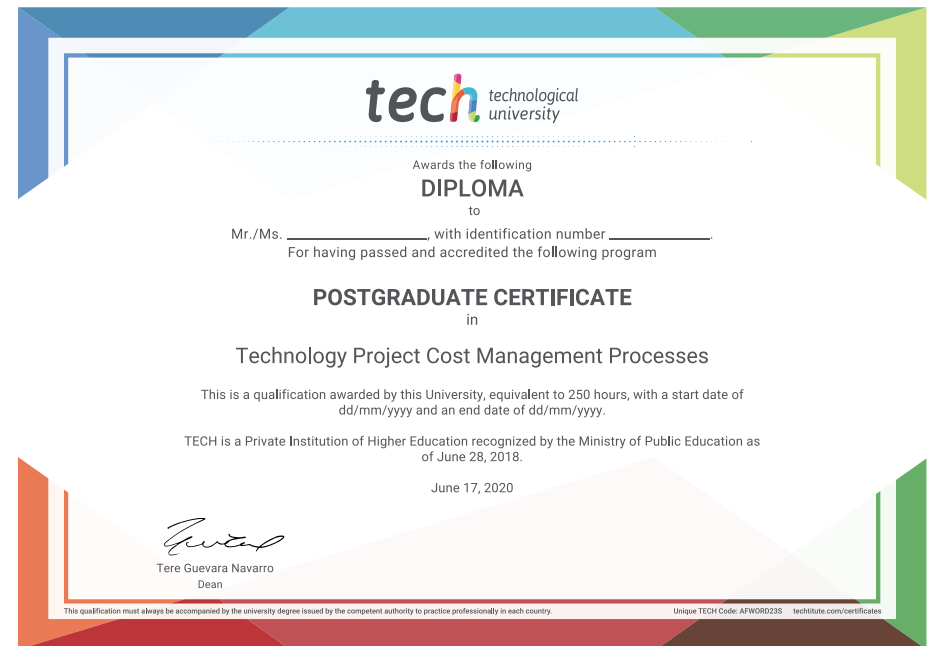 tech technological
university
Awards the following
DIPLOMA
to
Mr./Ms. ____________________, with identification number ______________.
For having passed and accredited the following program
POSTGRADUATE CERTIFICATE
in
Technology Project Cost Management Processes
This is a qualification awarded by this University, equivalent to 250 hours, with a start date of
dd/mm/yyyy and an end date of dd/mm/yyyy.
TECH is a Private Institution of Higher Education recognized by the Ministry of Public Education as
of June 28, 2018.
June 17, 2020
Tere Guevara Navarro
Dean
This qualification must always be accompanied by the university degree issued by the competent authority to practice professionally in each country.
Unique TECH Code: AFWORD23S techtitute.com/certificates